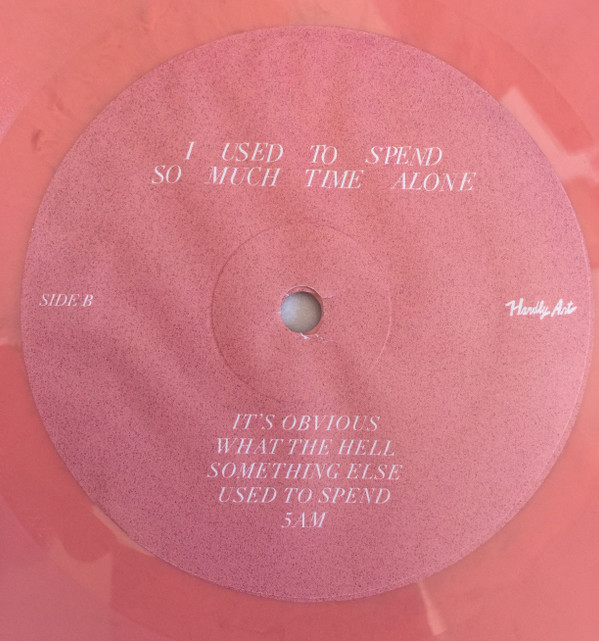 I USED TO SPEND
SO MUCH TIME ALONE
SIDE B
Hardly Art
IT'S OBVIOUS
WHAT THE HELL
SOMETHING ELSE
USED TO SPEND
5AM